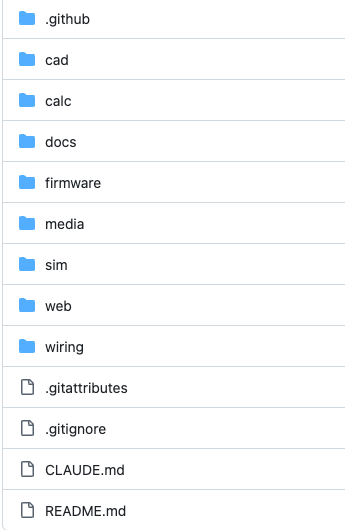 .github
cad
calc
docs
firmware
media
sim
web
wiring
.gitattributes
.gitignore
CLAUDE.md
README.md